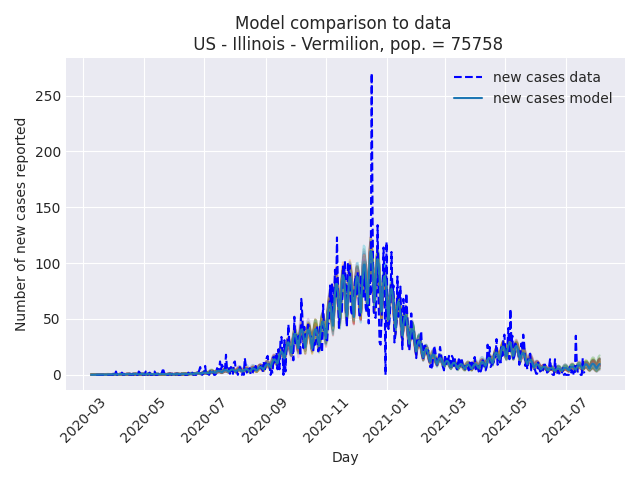 Model comparison to data
US - Illinois - Vermilion, pop. = 75758
new cases data
new cases model
Number of new cases reported
250
200
150
100
50
0
2020-03
2020-05
2020-07
2020-09
2020-11
2021-01
2021-03
2021-05
2021-07
Day